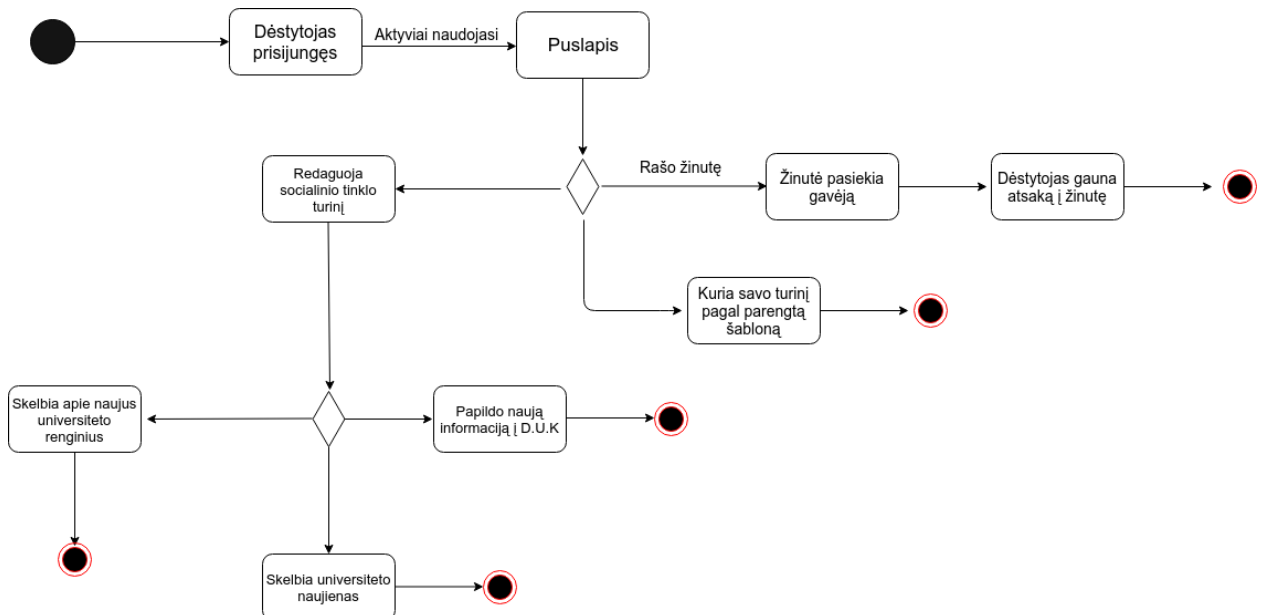 Dėstytojas
prisijungęs
Aktyviai naudojasi
Puslapis
Redaguoja
socialinio tinklo
turinį
Rašo žinutę
Žinutė pasiekia
gavėją
Dėstytojas gauna
atsaką į žinutę
Kuria savo turinį
pagal parengtą
šabloną
Skelbia apie naujus
universiteto
renginius
Papildo naują
informaciją į D.U.K
Skelbia universiteto
naujienas